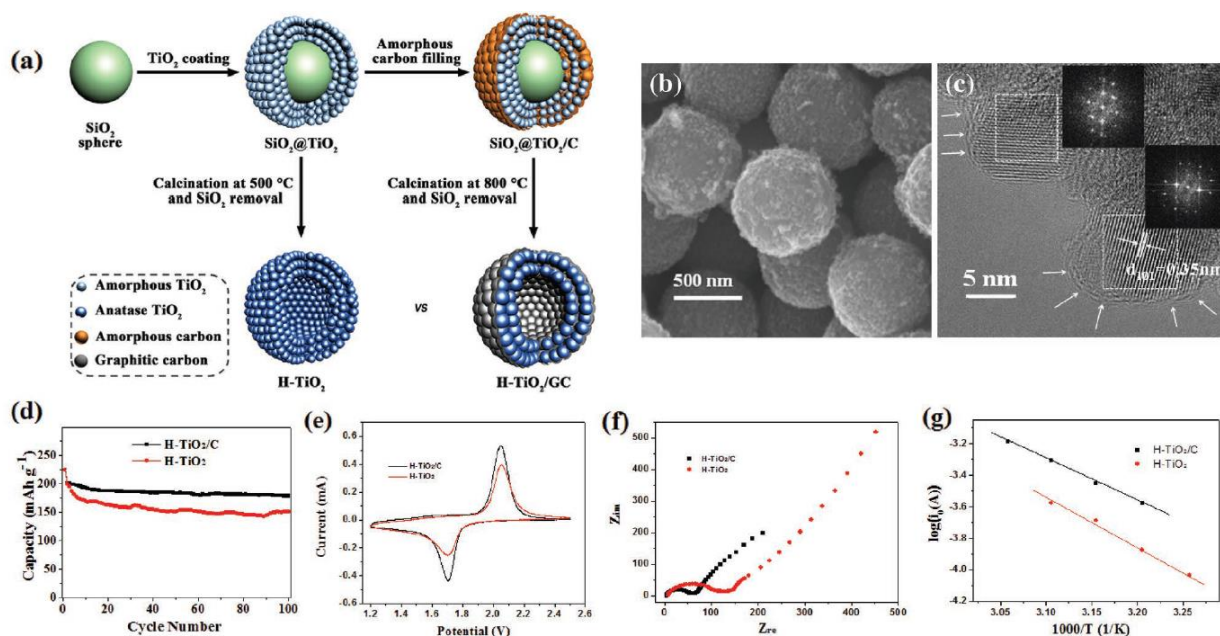 (a)
SiO₂
sphere
TiO₂ coating
SiO₂@TiO₂
Amorphous
carbon filling
SiO₂@TiO₂/C
Calcination at 500 °C
and SiO₂ removal
Calcination at 800 °C
and SiO₂ removal
Amorphous TiO₂
Anatase TiO₂
Amorphous carbon
Graphitic carbon
H-TiO₂
vs
H-TiO₂/GC
(b)
500 nm
(c)
d₁₀₁=0.35nm
5 nm
(d)
H-TiO₂/C
H-TiO₂
Capacity (mAh g⁻¹)
250
200
150
100
50
0
0 20 40 60 80 100
Cycle Number
(e)
H-TiO₂/C
H-TiO₂
Current (mA)
0.6
0.4
0.2
0.0
-0.2
-0.4
-0.6
1.2 1.4 1.6 1.8 2.0 2.2 2.4 2.6
Potential (V)
(f)
H-TiO₂/C
H-TiO₂
Zim
500
400
300
200
100
0
0 100 200 300 400 500
Zre
(g)
H-TiO₂/C
H-TiO₂
log[i₀(A)]
-3.2
-3.6
-3.8
-4.0
-4.2
3.05 3.10 3.15 3.20 3.25
1000/T (1/K)